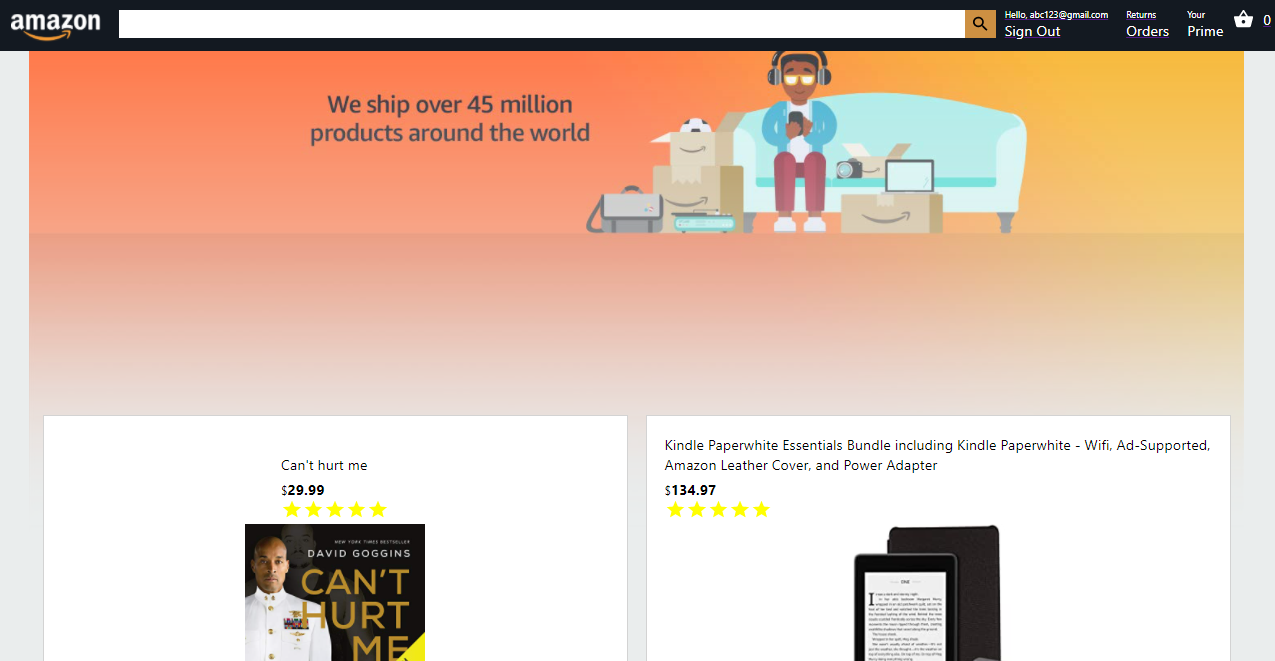 amazon
Hello, abc123@gmail.com
Sign Out
Returns
Orders
Your
Prime
0
We ship over 45 million
products around the world
Can't hurt me
$29.99
NEW YORK TIMES BESTSELLER
DAVID GOGGINS
CAN'T
HURT
ME
Kindle Paperwhite Essentials Bundle including Kindle Paperwhite - Wifi, Ad-Supported,
Amazon Leather Cover, and Power Adapter
$134.97
ONE